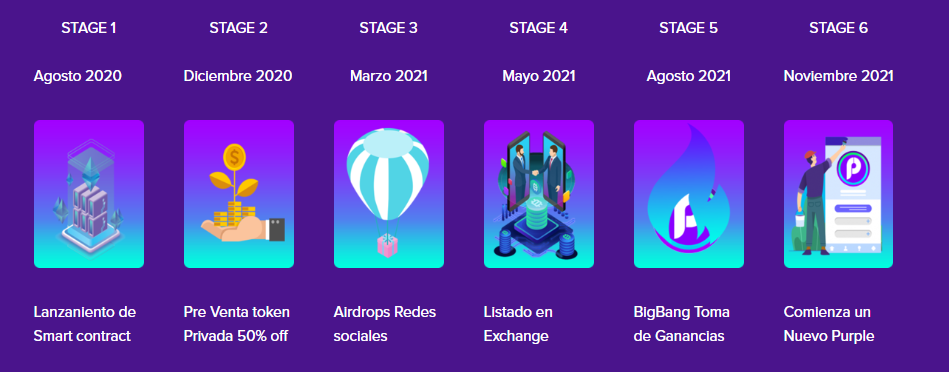 STAGE 1
STAGE 2
STAGE 3
STAGE 4
STAGE 5
STAGE 6
Agosto 2020
Diciembre 2020
Marzo 2021
Mayo 2021
Agosto 2021
Noviembre 2021
Lanzaniento de
Smart contract
Pre Venta token
Privada 50% off
Airdrops Redes
sociales
Listado en
Exchange
BigBang Toma
de Ganancias
Comienza un
Nuevo Purple